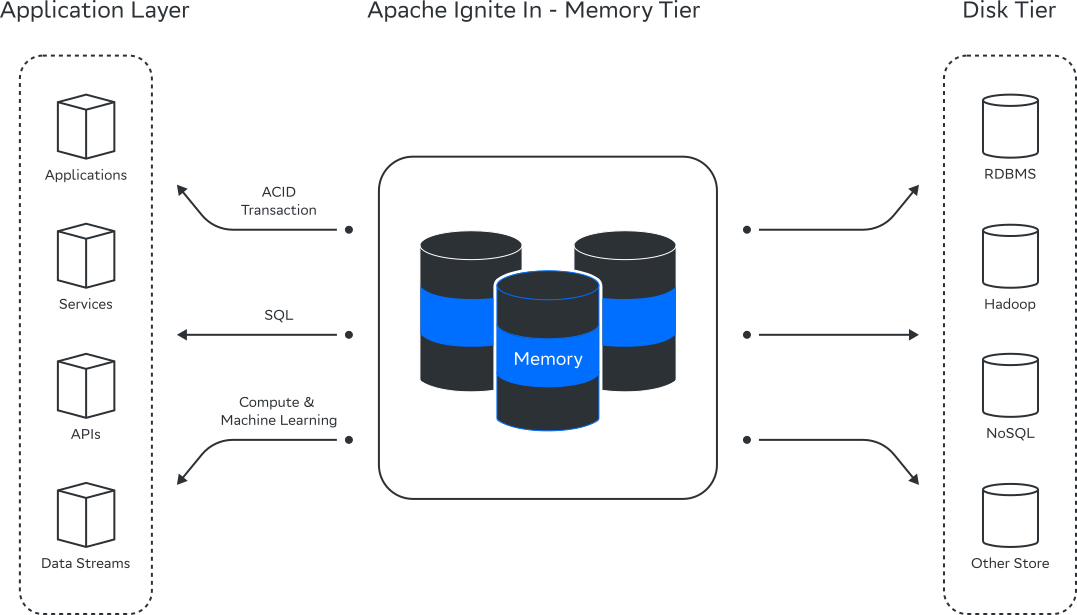 Application Layer
Apache Ignite In - Memory Tier
Disk Tier
Applications
Services
APIs
Data Streams
ACID
Transaction
SQL
Compute &
Machine Learning
Memory
RDBMS
Hadoop
NoSQL
Other Store